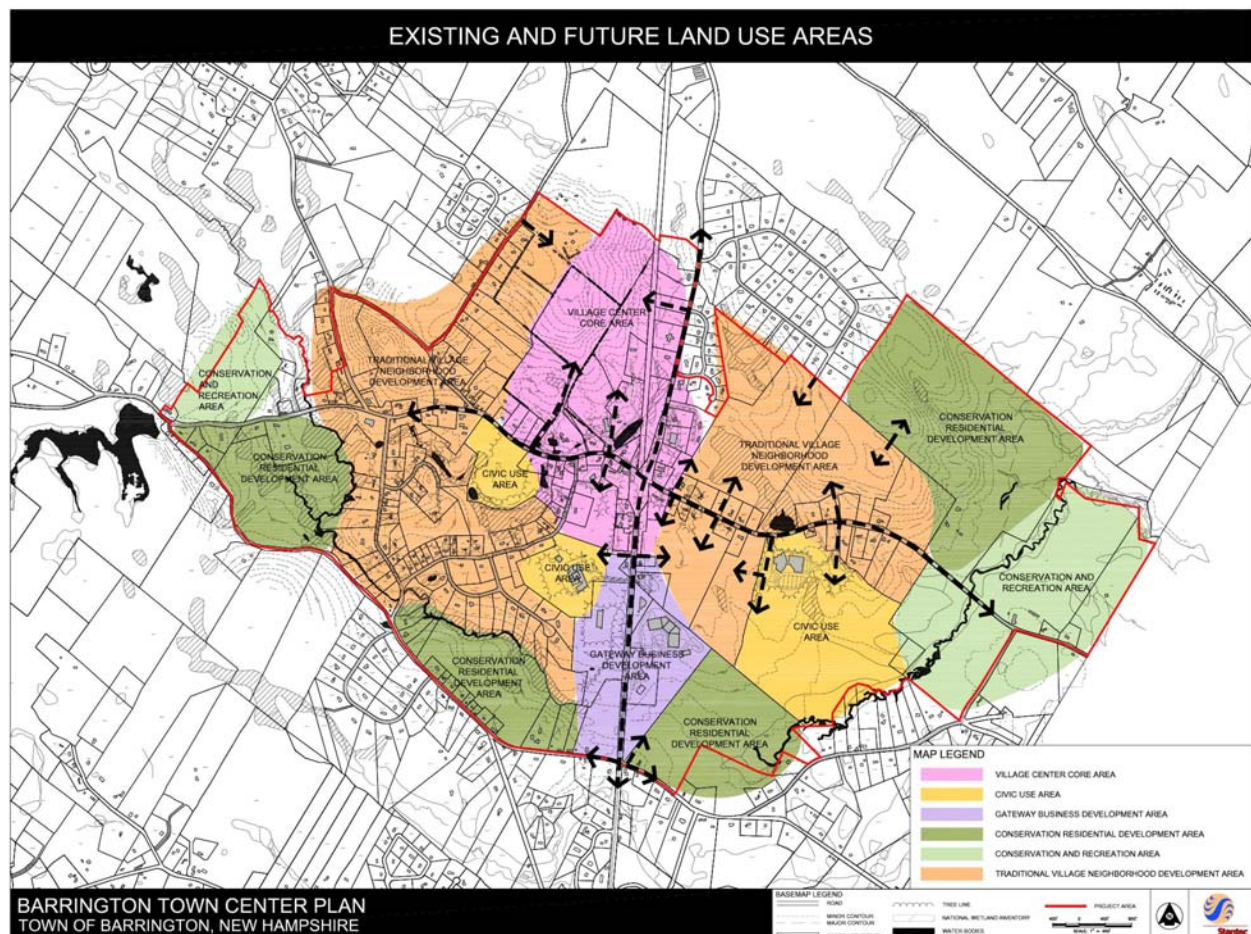 EXISTING AND FUTURE LAND USE AREAS
VILLAGE CENTER
CORE AREA
TRADITIONAL VILLAGE
NEIGHBORHOOD
DEVELOPMENT AREA
CONSERVATION
AND
RECREATION
AREA
CONSERVATION
RESIDENTIAL
DEVELOPMENT AREA
CIVIC USE
AREA
TRADITIONAL VILLAGE
NEIGHBORHOOD
DEVELOPMENT AREA
CONSERVATION
RESIDENTIAL
DEVELOPMENT AREA
CIVIC USE
AREA
CONSERVATION AND
RECREATION AREA
CIVIC USE
AREA
GATEWAY BUSINESS
DEVELOPMENT
AREA
CONSERVATION
RESIDENTIAL
DEVELOPMENT
AREA
CONSERVATION
RESIDENTIAL
DEVELOPMENT AREA
MAP LEGEND
VILLAGE CENTER CORE AREA
CIVIC USE AREA
GATEWAY BUSINESS DEVELOPMENT AREA
CONSERVATION RESIDENTIAL DEVELOPMENT AREA
CONSERVATION AND RECREATION AREA
TRADITIONAL VILLAGE NEIGHBORHOOD DEVELOPMENT AREA
BARRINGTON TOWN CENTER PLAN
TOWN OF BARRINGTON, NEW HAMPSHIRE
BASEMAP LEGEND
ROAD
MINOR CONTOUR
MAJOR CONTOUR
TREE LINE
NATIONAL WETLAND INVENTORY
WATER BODIES
PROJECT AREA
Stantec